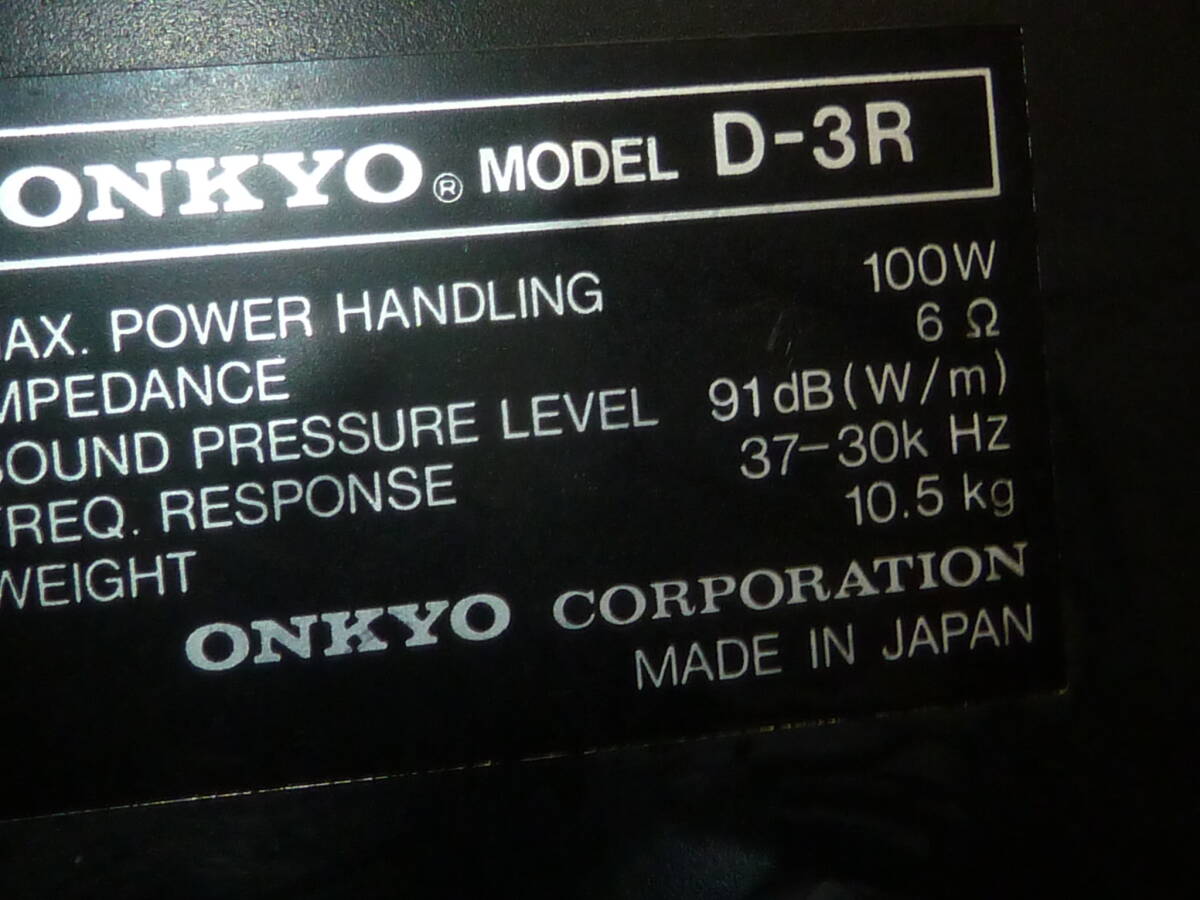 ONKYO® MODEL D-3R
AX. POWER HANDLING 100W
MPEDANCE 6 Ω
SOUND PRESSURE LEVEL 91dB(W/m)
FREQ. RESPONSE 37-30k Hz
WEIGHT 10.5 kg
ONKYO CORPORATION
MADE IN JAPAN